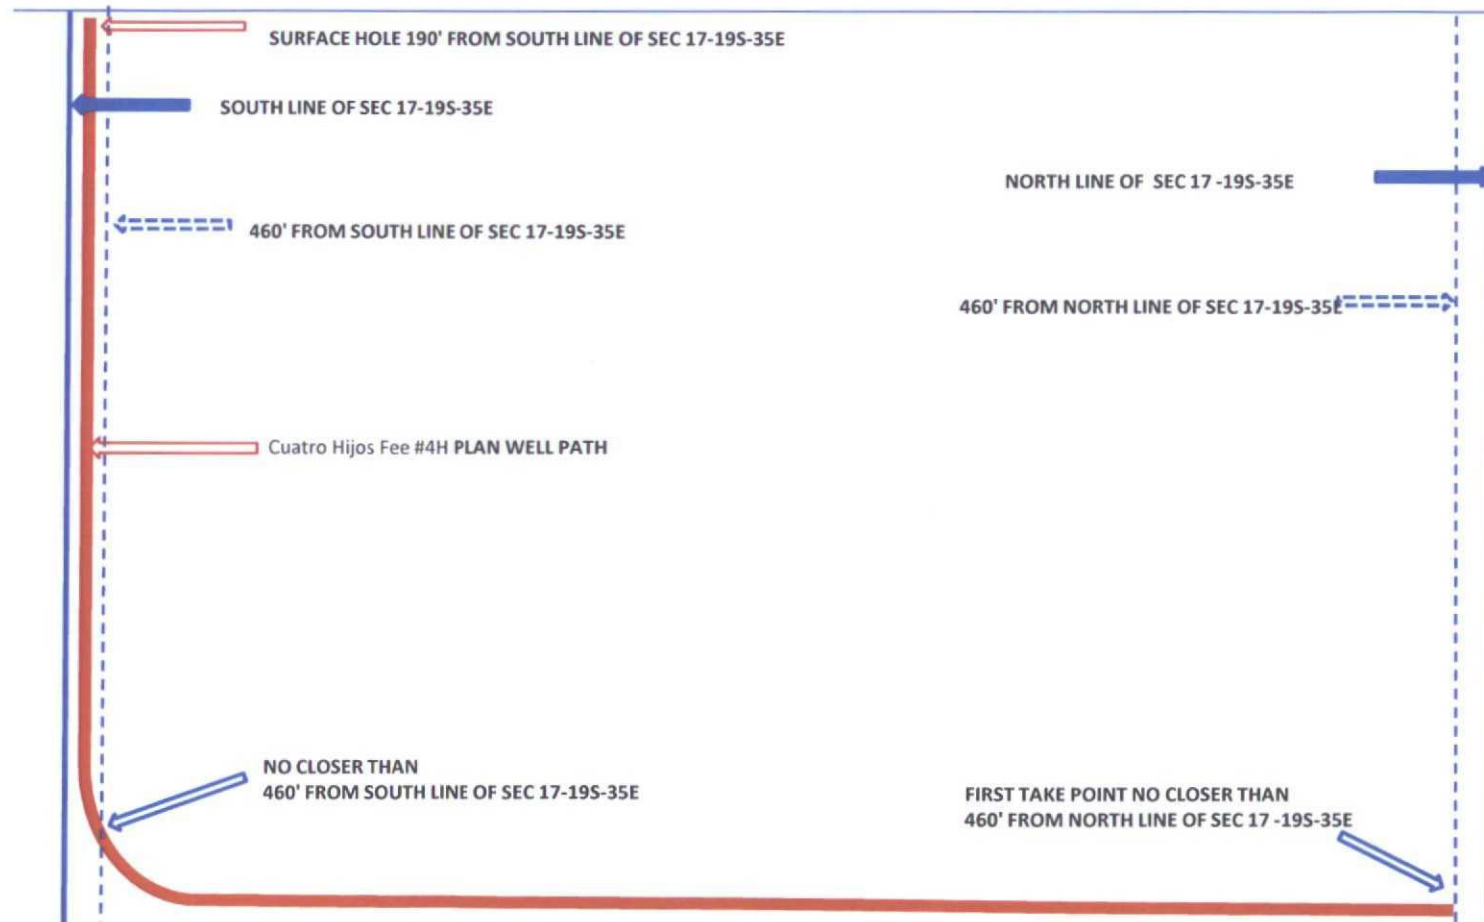 SURFACE HOLE 190' FROM SOUTH LINE OF SEC 17-19S-35E
SOUTH LINE OF SEC 17-19S-35E
NORTH LINE OF SEC 17 -19S-35E
460' FROM SOUTH LINE OF SEC 17-19S-35E
460' FROM NORTH LINE OF SEC 17-19S-35E
Cuatro Hijos Fee #4H PLAN WELL PATH
NO CLOSER THAN
460' FROM SOUTH LINE OF SEC 17-19S-35E
FIRST TAKE POINT NO CLOSER THAN
460' FROM NORTH LINE OF SEC 17 -19S-35E